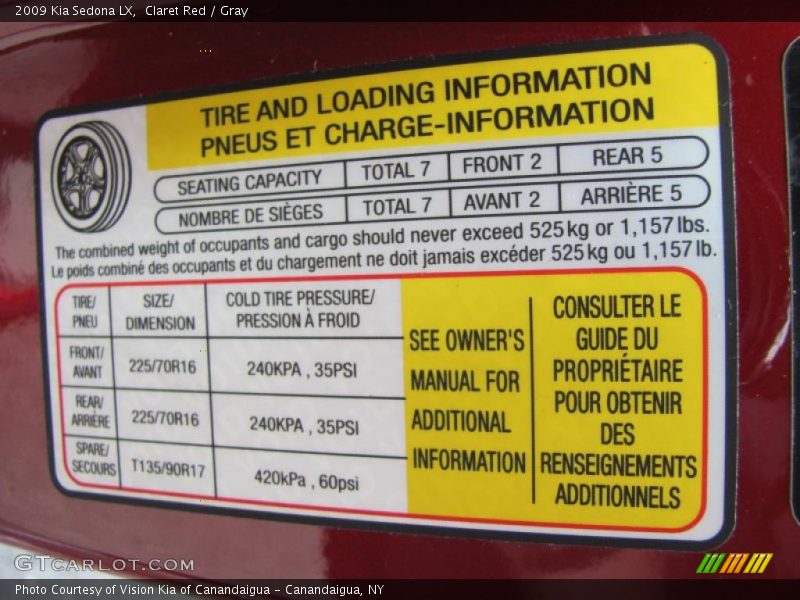 2009 Kia Sedona LX,  Claret Red / Gray
TIRE AND LOADING INFORMATION
PNEUS ET CHARGE-INFORMATION
SEATING CAPACITY TOTAL 7 FRONT 2 REAR 5
NOMBRE DE SIÈGES TOTAL 7 AVANT 2 ARRIÈRE 5
The combined weight of occupants and cargo should never exceed 525kg or 1,157lbs.
Le poids combiné des occupants et du chargement ne doit jamais excéder 525kg ou 1,157lb.
TIRE/
PNEU
SIZE/
DIMENSION
COLD TIRE PRESSURE/
PRESSION À FROID
FRONT/
AVANT
225/70R16
240KPA , 35PSI
REAR/
ARRIÈRE
225/70R16
240KPA , 35PSI
SPARE/
SECOURS
T135/90R17
420kPa , 60psi
SEE OWNER'S
MANUAL FOR
ADDITIONAL
INFORMATION
CONSULTER LE
GUIDE DU
PROPRIÉTAIRE
POUR OBTENIR
DES
RENSEIGNEMENTS
ADDITIONNELS
GTCARLOT.COM
Photo Courtesy of Vision Kia of Canandaigua - Canandaigua, NY